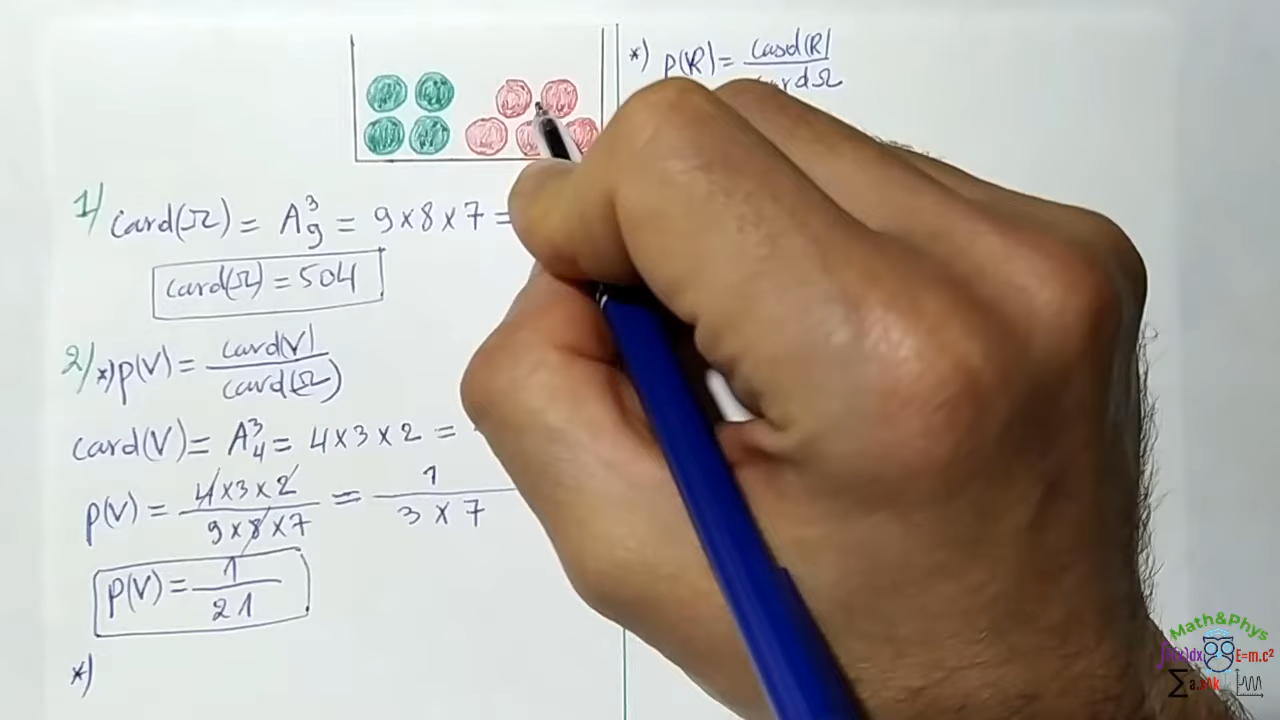 *) p(R) = card(R)
cardΩ
1/ card(Ω) = A³₉ = 9×8×7 =
card(Ω) = 504
2/ *) p(V) = card(V)
card(Ω)
card(V) = A³₄ = 4×3×2 =
p(V) = 4×3×2 = 1
9×8×7 3×7
p(V) = 1
21
*)
Math&Phys
E=m.c²